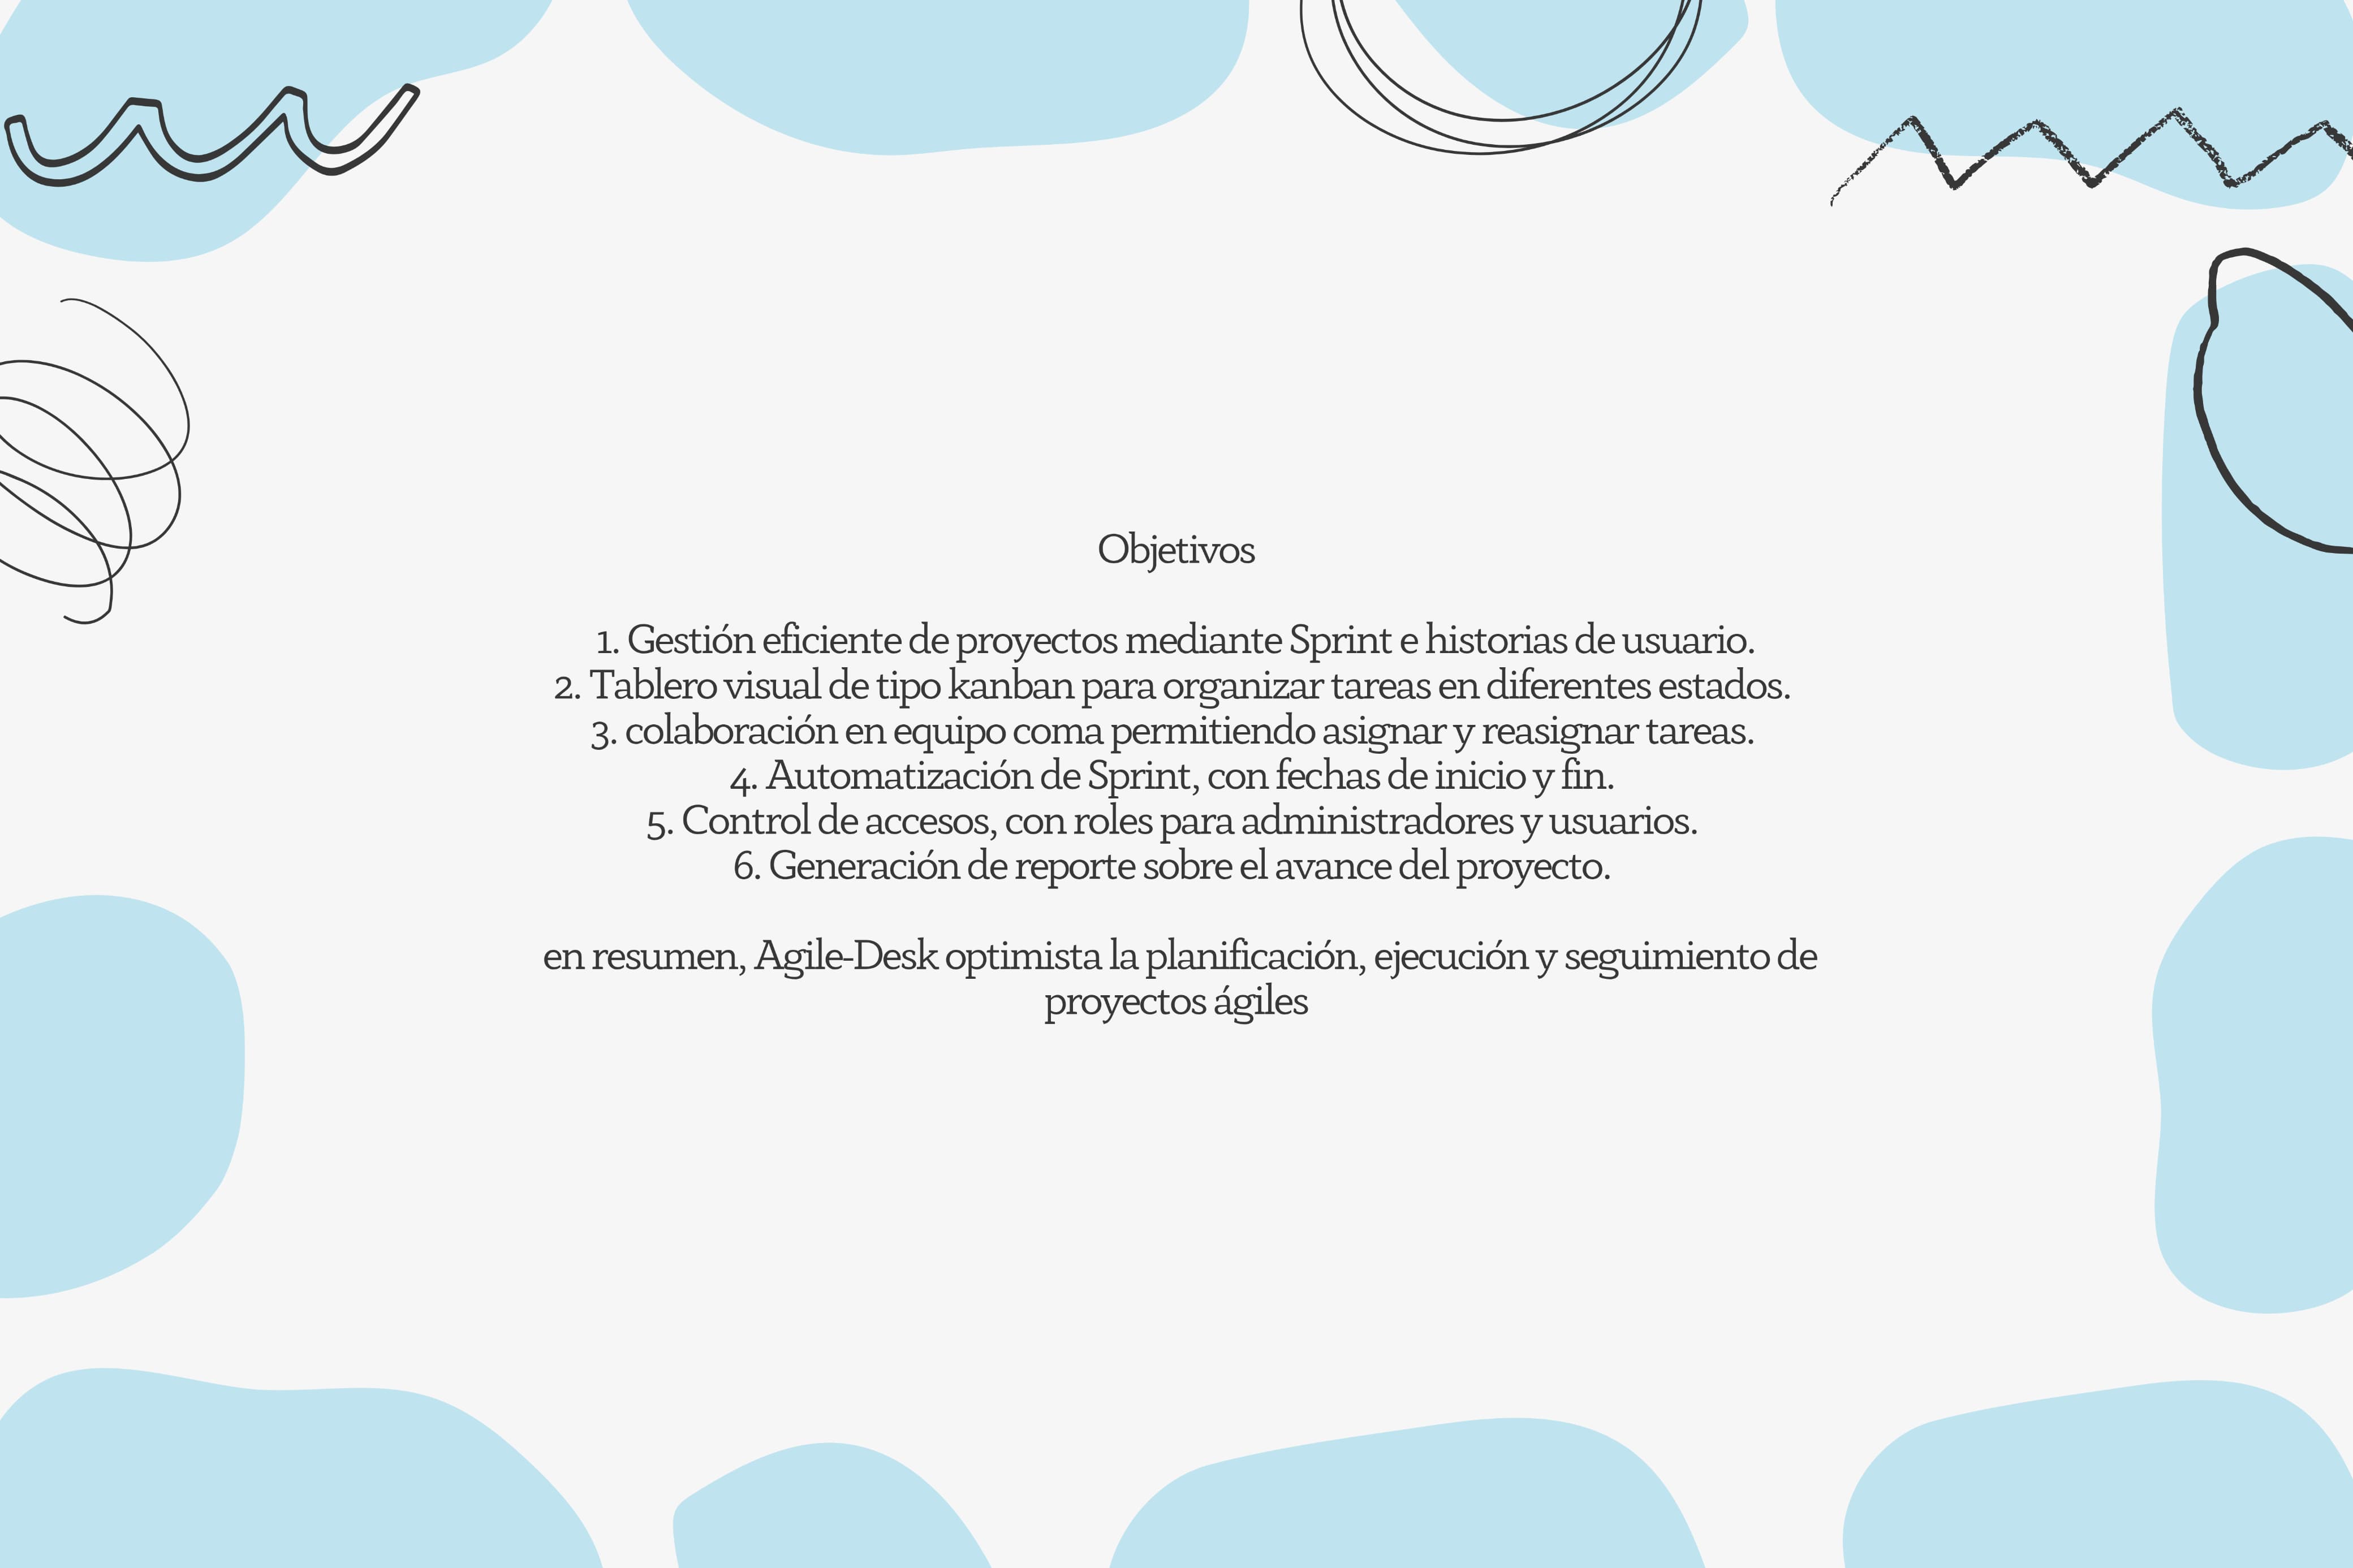 Objetivos
1. Gestión eficiente de proyectos mediante Sprint e historias de usuario.
2. Tablero visual de tipo kanban para organizar tareas en diferentes estados.
3. colaboración en equipo coma permitiendo asignar y reasignar tareas.
4. Automatización de Sprint, con fechas de inicio y fin.
5. Control de accesos, con roles para administradores y usuarios.
6. Generación de reporte sobre el avance del proyecto.
en resumen, Agile-Desk optimista la planificación, ejecución y seguimiento de
proyectos ágiles